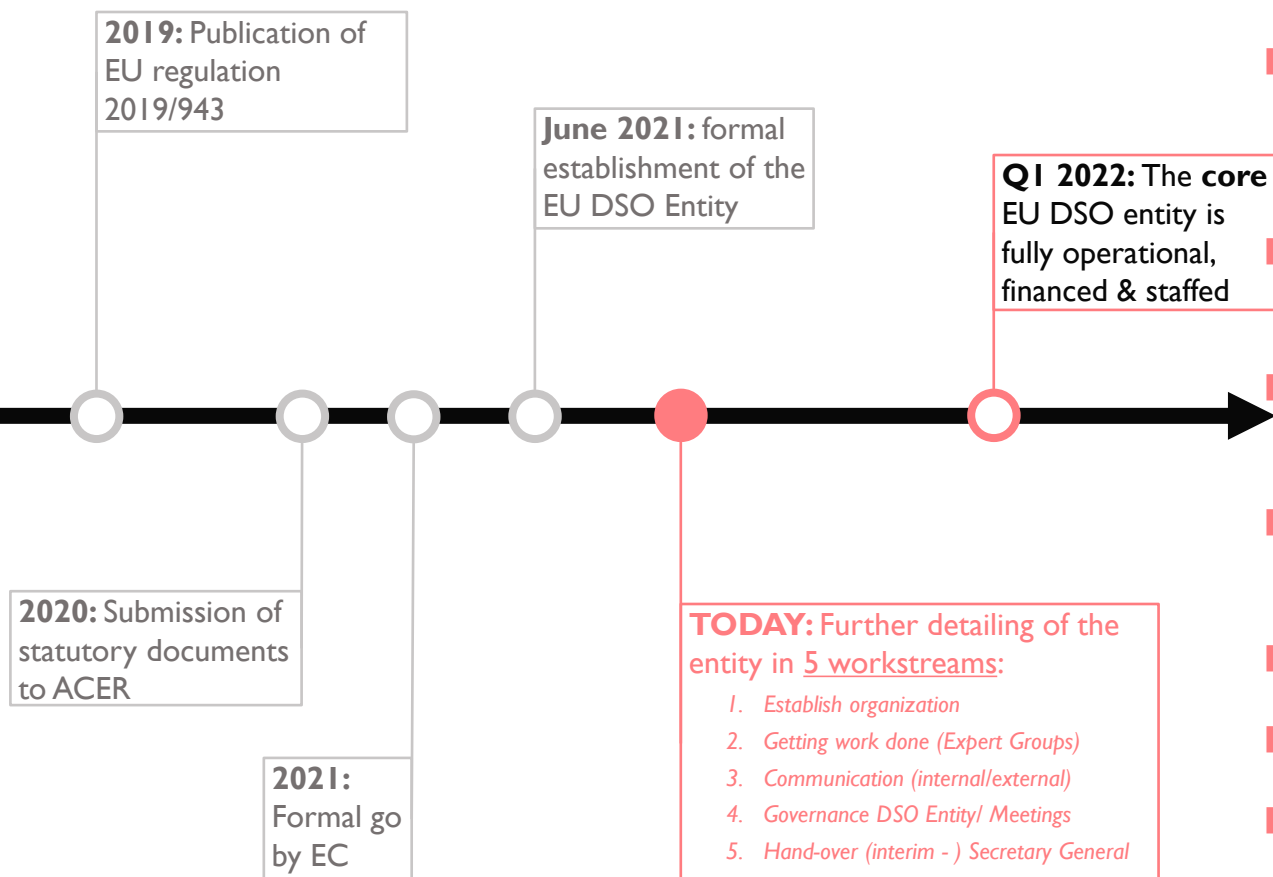 2019: Publication of
EU regulation
2019/943
June 2021: formal
establishment of the
EU DSO Entity
Q1 2022: The core
EU DSO entity is
fully operational,
financed & staffed
2020: Submission of
statutory documents
to ACER
2021:
Formal go
by EC
TODAY: Further detailing of the
entity in 5 workstreams:
1. Establish organization
2. Getting work done (Expert Groups)
3. Communication (internal/external)
4. Governance DSO Entity/ Meetings
5. Hand-over (interim - ) Secretary General